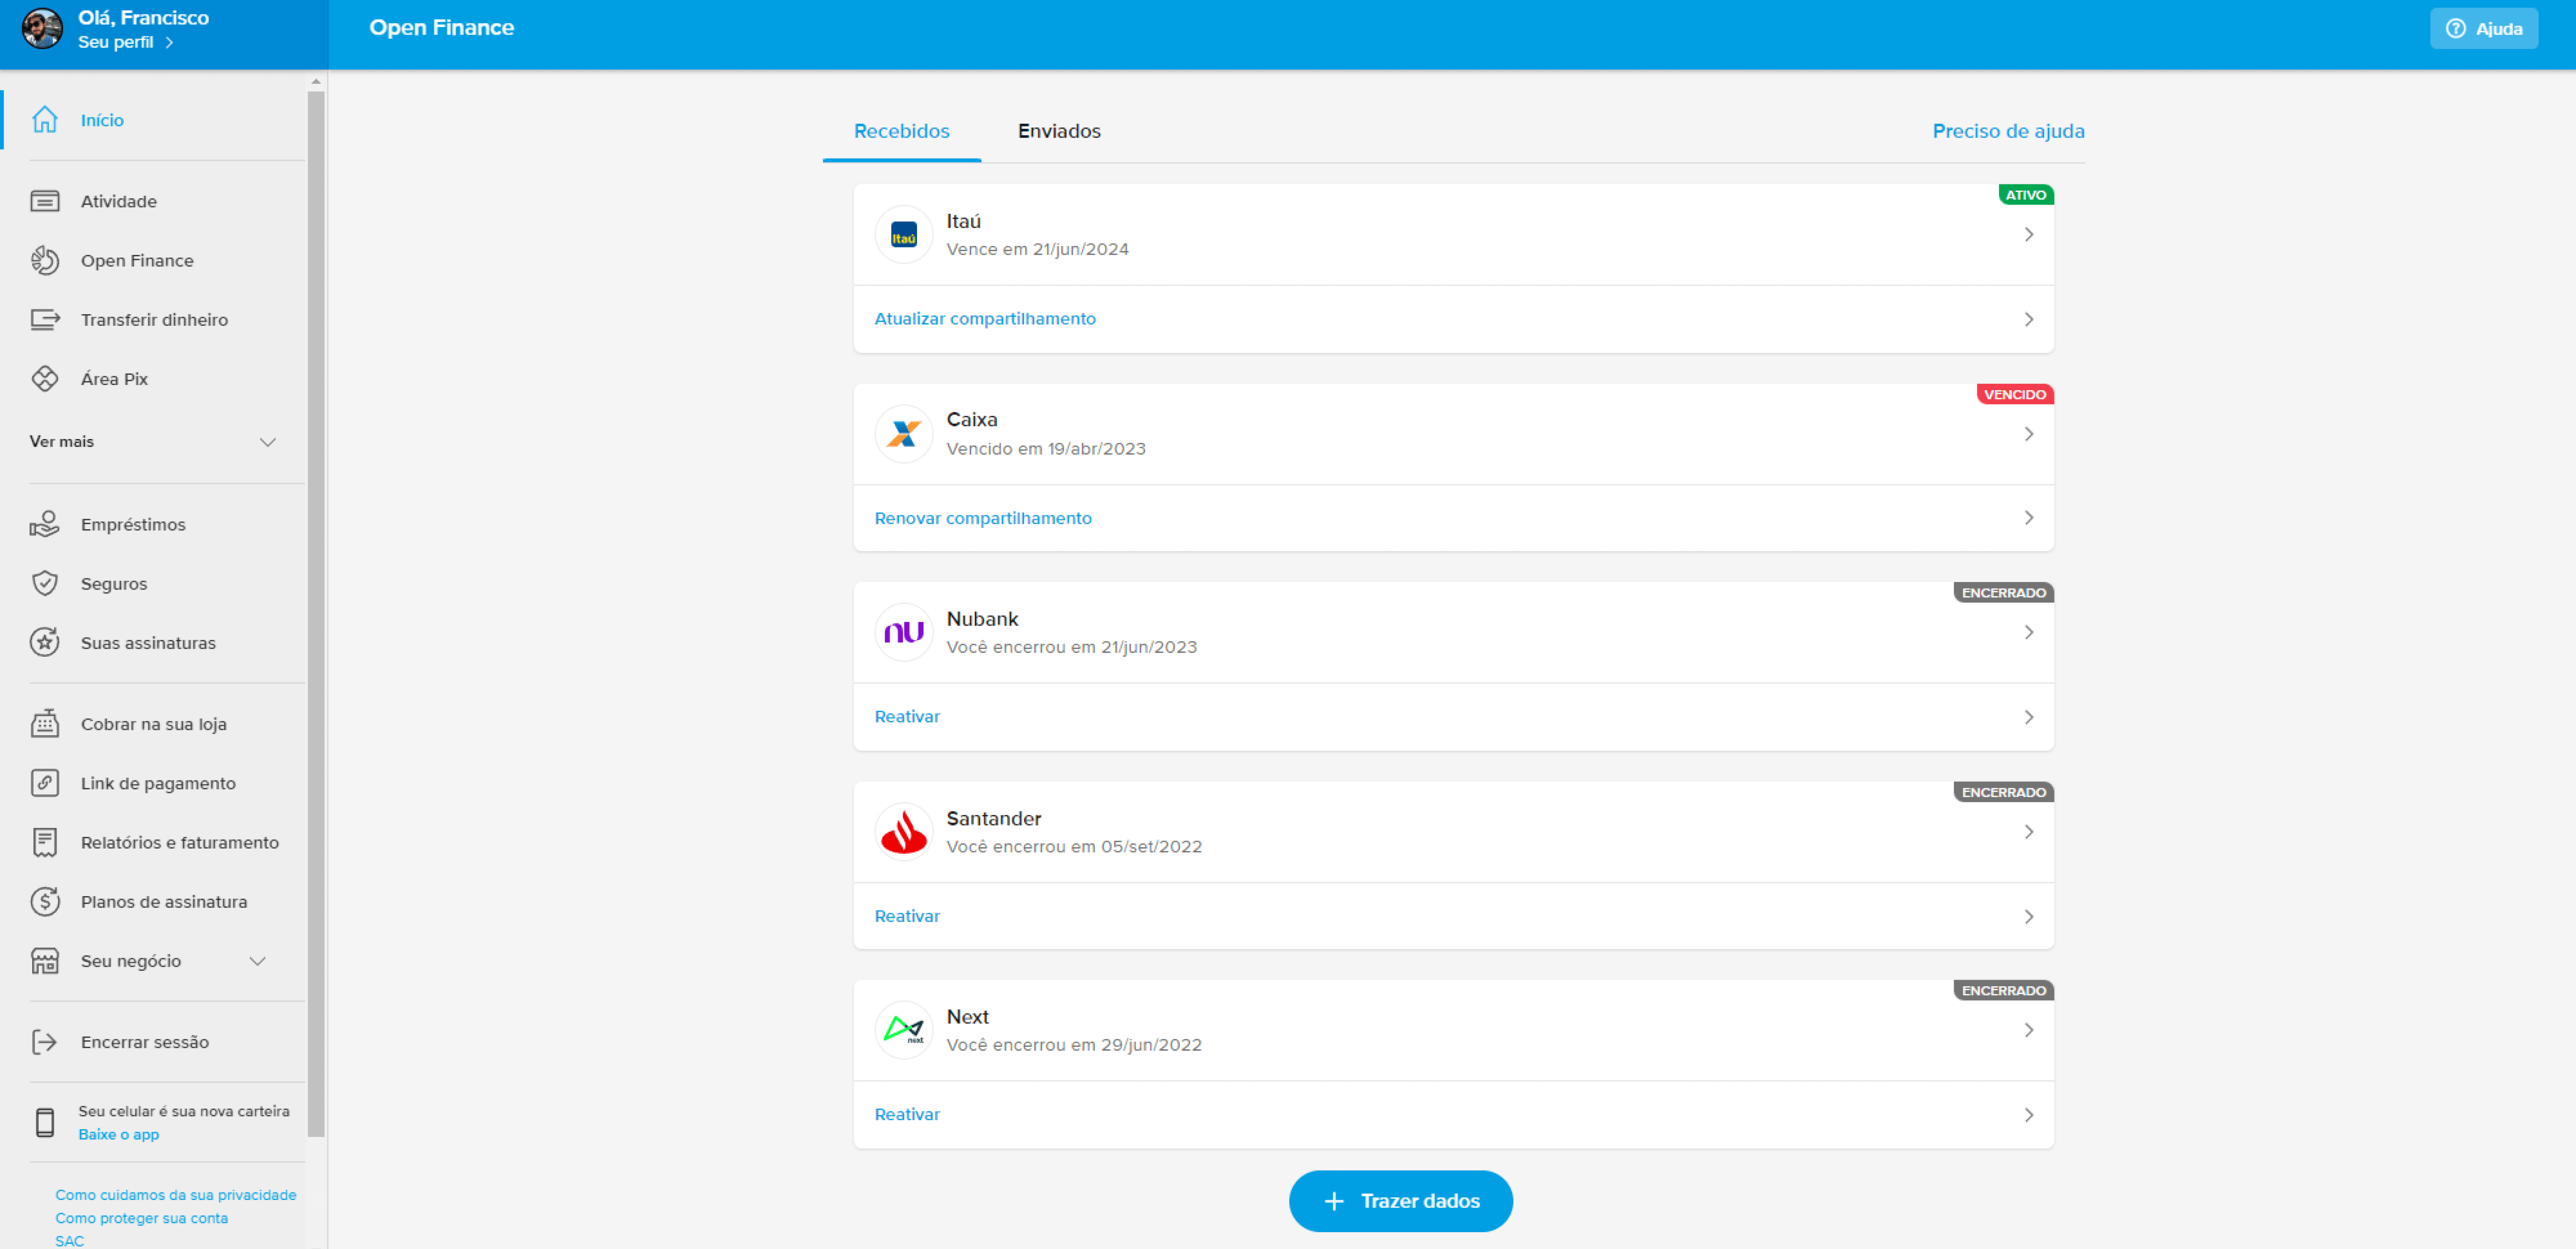 Olá, Francisco
Seu perfil
Open Finance
Ajuda
Início
Atividade
Open Finance
Transferir dinheiro
Área Pix
Ver mais
Empréstimos
Seguros
Suas assinaturas
Cobrar na sua loja
Link de pagamento
Relatórios e faturamento
Planos de assinatura
Seu negócio
Encerrar sessão
Seu celular é sua nova carteira
Baixe o app
Como cuidamos da sua privacidade
Como proteger sua conta
SAC
Recebidos
Enviados
Preciso de ajuda
ATIVO
Itaú
Itaú
Vence em 21/jun/2024
Atualizar compartilhamento
VENCIDO
Caixa
Vencido em 19/abr/2023
Renovar compartilhamento
ENCERRADO
nu
Nubank
Você encerrou em 21/jun/2023
Reativar
ENCERRADO
Santander
Você encerrou em 05/set/2022
Reativar
ENCERRADO
next
Next
Você encerrou em 29/jun/2022
Reativar
+ Trazer dados